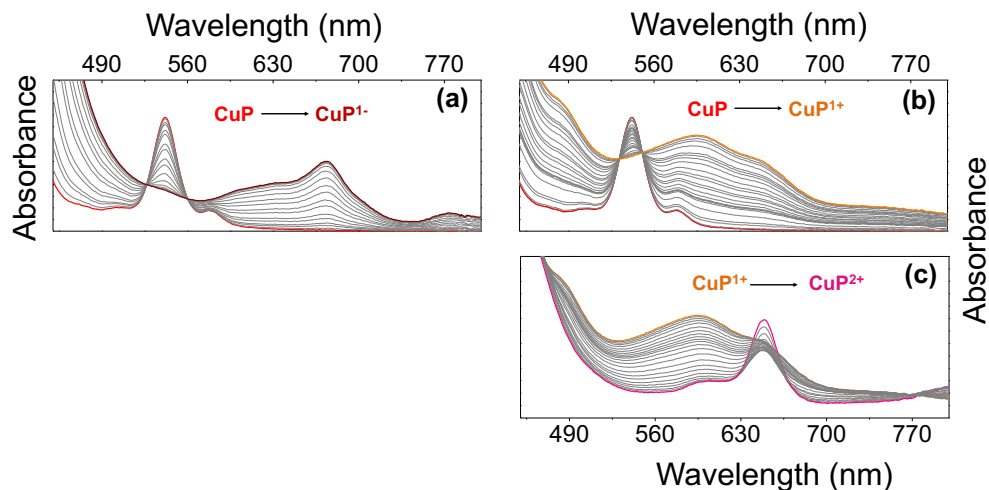 Wavelength (nm)
490 560 630 700 770
Absorbance
(a)
CuP → CuP1-
Wavelength (nm)
490 560 630 700 770
(b)
CuP → CuP1+
(c)
CuP1+ → CuP2+
Absorbance
490 560 630 700 770
Wavelength (nm)